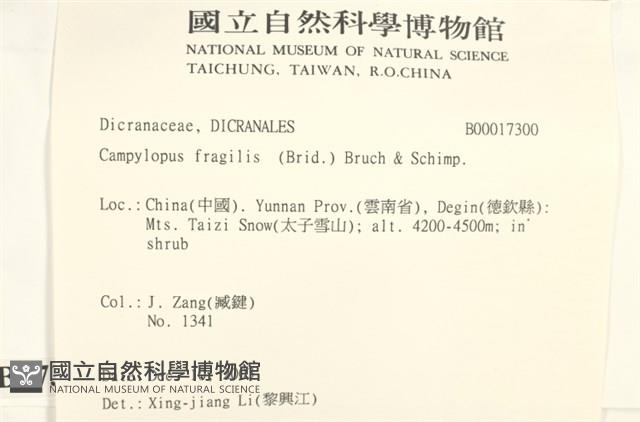 國立自然科學博物館
NATIONAL MUSEUM OF NATURAL SCIENCE
TAICHUNG, TAIWAN, R.O.CHINA
Dicranaceae, DICRANALES B00017300
Campylopus fragilis (Brid.) Bruch & Schimp.
Loc.: China(中國). Yunnan Prov.(雲南省), Deqin(德欽縣):
Mts. Taizi Snow(太子雪山); alt. 4200-4500m; in
shrub
Col.: J. Zang(臧鍵)
No. 1341
國立自然科學博物館
NATIONAL MUSEUM OF NATURAL SCIENCE
Det.: Xing-jiang Li(黎興江)